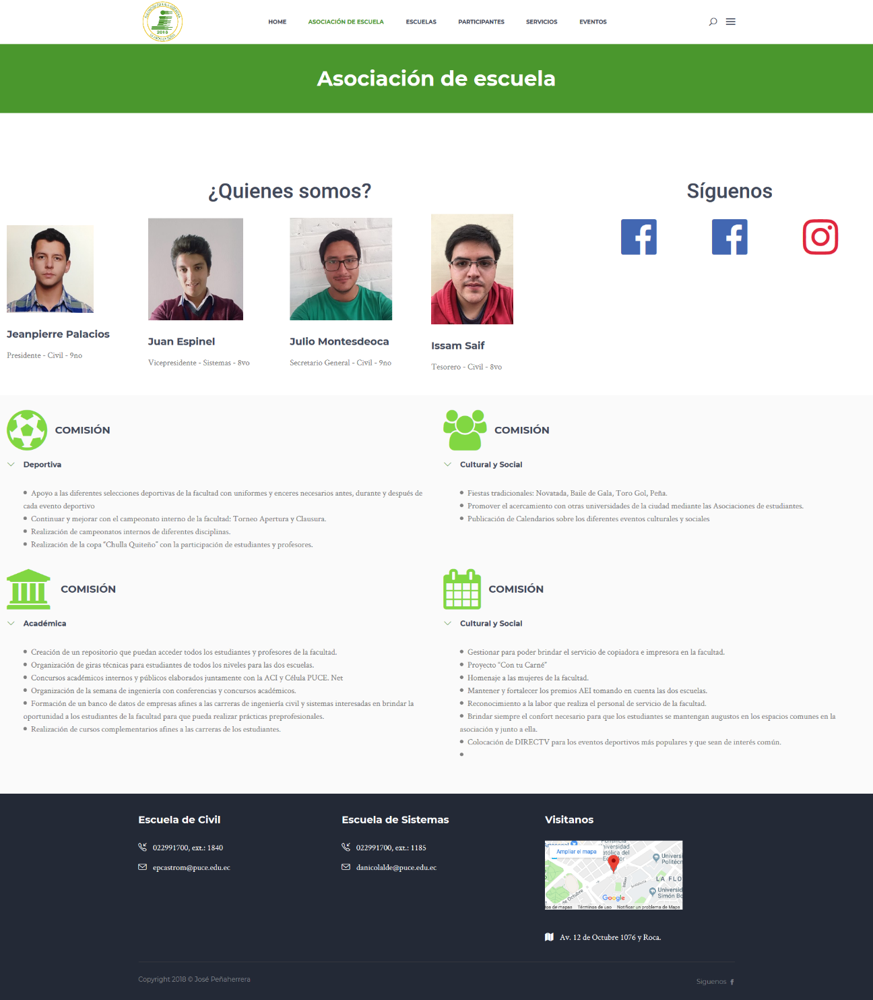 2018
HOME
ASOCIACIÓN DE ESCUELA
ESCUELAS
PARTICIPANTES
SERVICIOS
EVENTOS
Asociación de escuela
¿Quienes somos?
Síguenos
Jeanpierre Palacios
Presidente - Civil - 9no
Juan Espinel
Vicepresidente - Sistemas - 8vo
Julio Montesdeoca
Secretario General - Civil - 9no
Issam Saif
Tesorero - Civil - 8vo
COMISIÓN
Deportiva
Apoyo a las diferentes selecciones deportivas de la facultad con uniformes y enceres necesarios antes, durante y después de
cada evento deportivo
Continuar y mejorar con el campeonato interno de la facultad: Torneo Apertura y Clausura.
Realización de campeonatos internos de diferentes disciplinas.
Realización de la copa "Chulla Quiteño" con la participación de estudiantes y profesores.
COMISIÓN
Cultural y Social
Fiestas tradicionales: Novatada, Baile de Gala, Toro Gol, Peña.
Promover el acercamiento con otras universidades de la ciudad mediante las Asociaciones de estudiantes.
Publicación de Calendarios sobre los diferentes eventos culturales y sociales
COMISIÓN
Académica
Creación de un repositorio que puedan acceder todos los estudiantes y profesores de la facultad.
Organización de giras técnicas para estudiantes de todos los niveles para las dos escuelas.
Concursos académicos internos y públicos elaborados juntamente con la ACI y Célula PUCE. Net
Organización de la semana de ingeniería con conferencias y concursos académicos.
Formación de un banco de datos de empresas afines a las carreras de ingeniería civil y sistemas interesadas en brindar la
oportunidad a los estudiantes de la facultad para que pueda realizar prácticas preprofesionales.
Realización de cursos complementarios afines a las carreras de los estudiantes.
COMISIÓN
Cultural y Social
Gestionar para poder brindar el servicio de copiadora e impresora en la facultad.
Proyecto "Con tu Carné"
Homenaje a las mujeres de la facultad.
Mantener y fortalecer los premios AEI tomando en cuenta las dos escuelas.
Reconocimiento a la labor que realiza el personal de servicio de la facultad.
Brindar siempre el confort necesario para que los estudiantes se mantengan augustos en los espacios comunes en la
asociación y junto a ella.
Colocación de DIRECTV para los eventos deportivos más populares y que sean de interés común.
Escuela de Civil
022991700, ext.: 1840
epcastrom@puce.edu.ec
Escuela de Sistemas
022991700, ext.: 1185
danicolalde@puce.edu.ec
Visitanos
Ampliar el mapa
LA FLO
Google
Términos de uso
Notificar un problema de Maps
Av. 12 de Octubre 1076 y Roca.
Copyright 2018 © José Peñaherrera
Siguenos